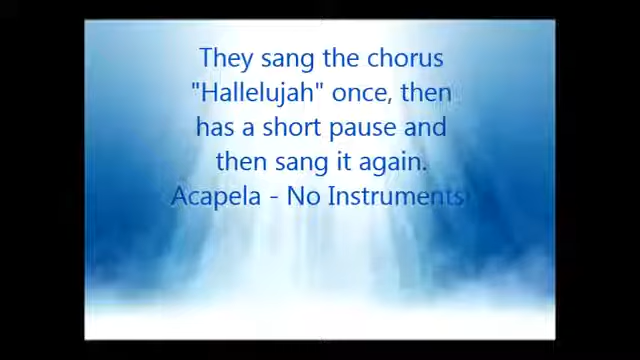 They sang the chorus
"Hallelujah" once, then
has a short pause and
then sang it again.
Acapela - No Instruments